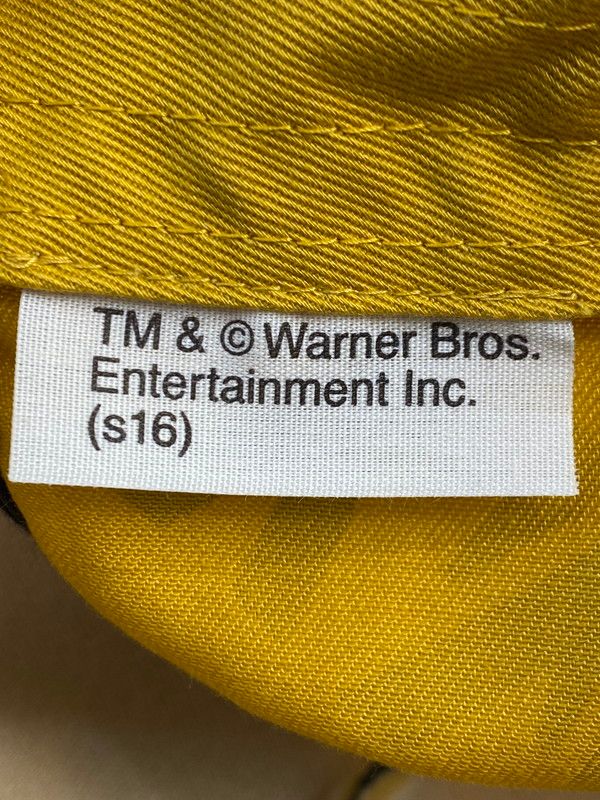 TM & © Warner Bros.
Entertainment Inc.
(s16)